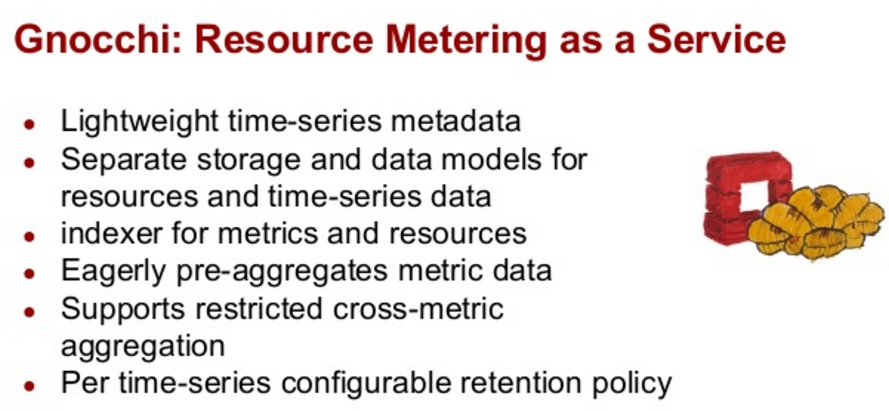 Gnocchi: Resource Metering as a Service
• Lightweight time-series metadata
• Separate storage and data models for
resources and time-series data
• indexer for metrics and resources
• Eagerly pre-aggregates metric data
• Supports restricted cross-metric
aggregation
• Per time-series configurable retention policy